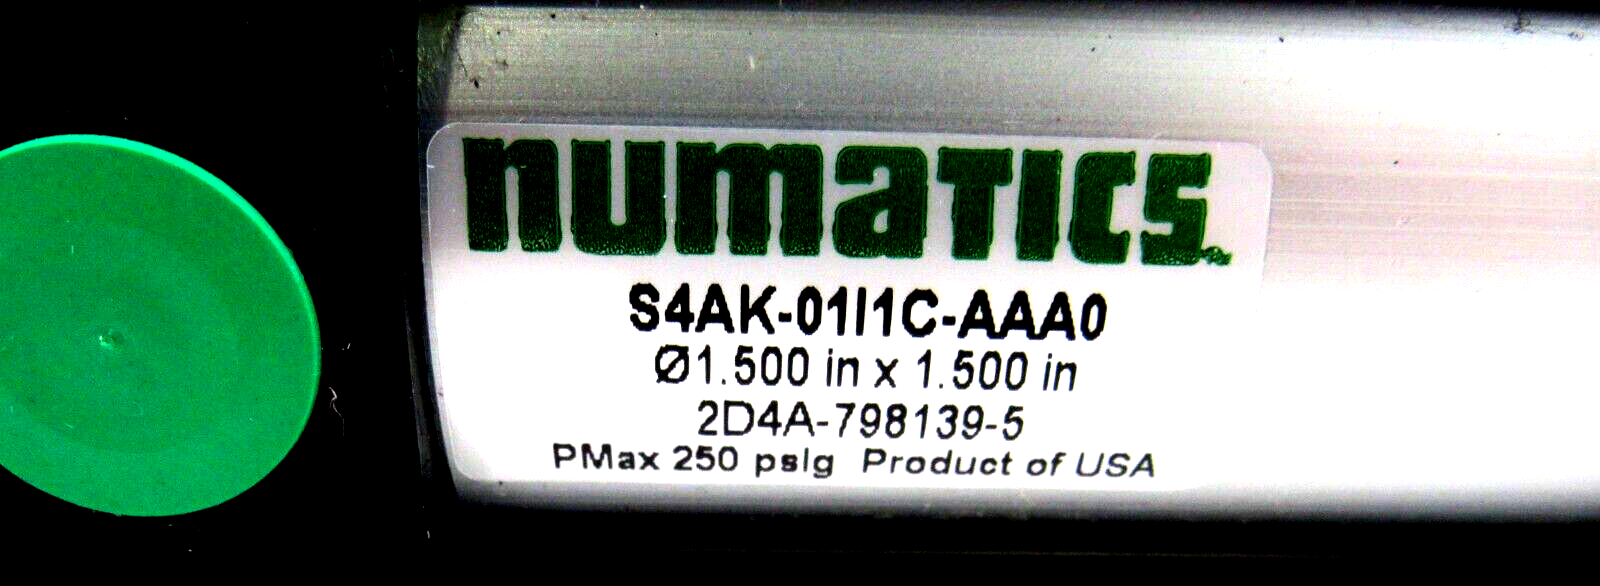 numatics
S4AK-01I1C-AAA0
Ø1.500 in x 1.500 in
2D4A-798139-5
PMax 250 psig Product of USA